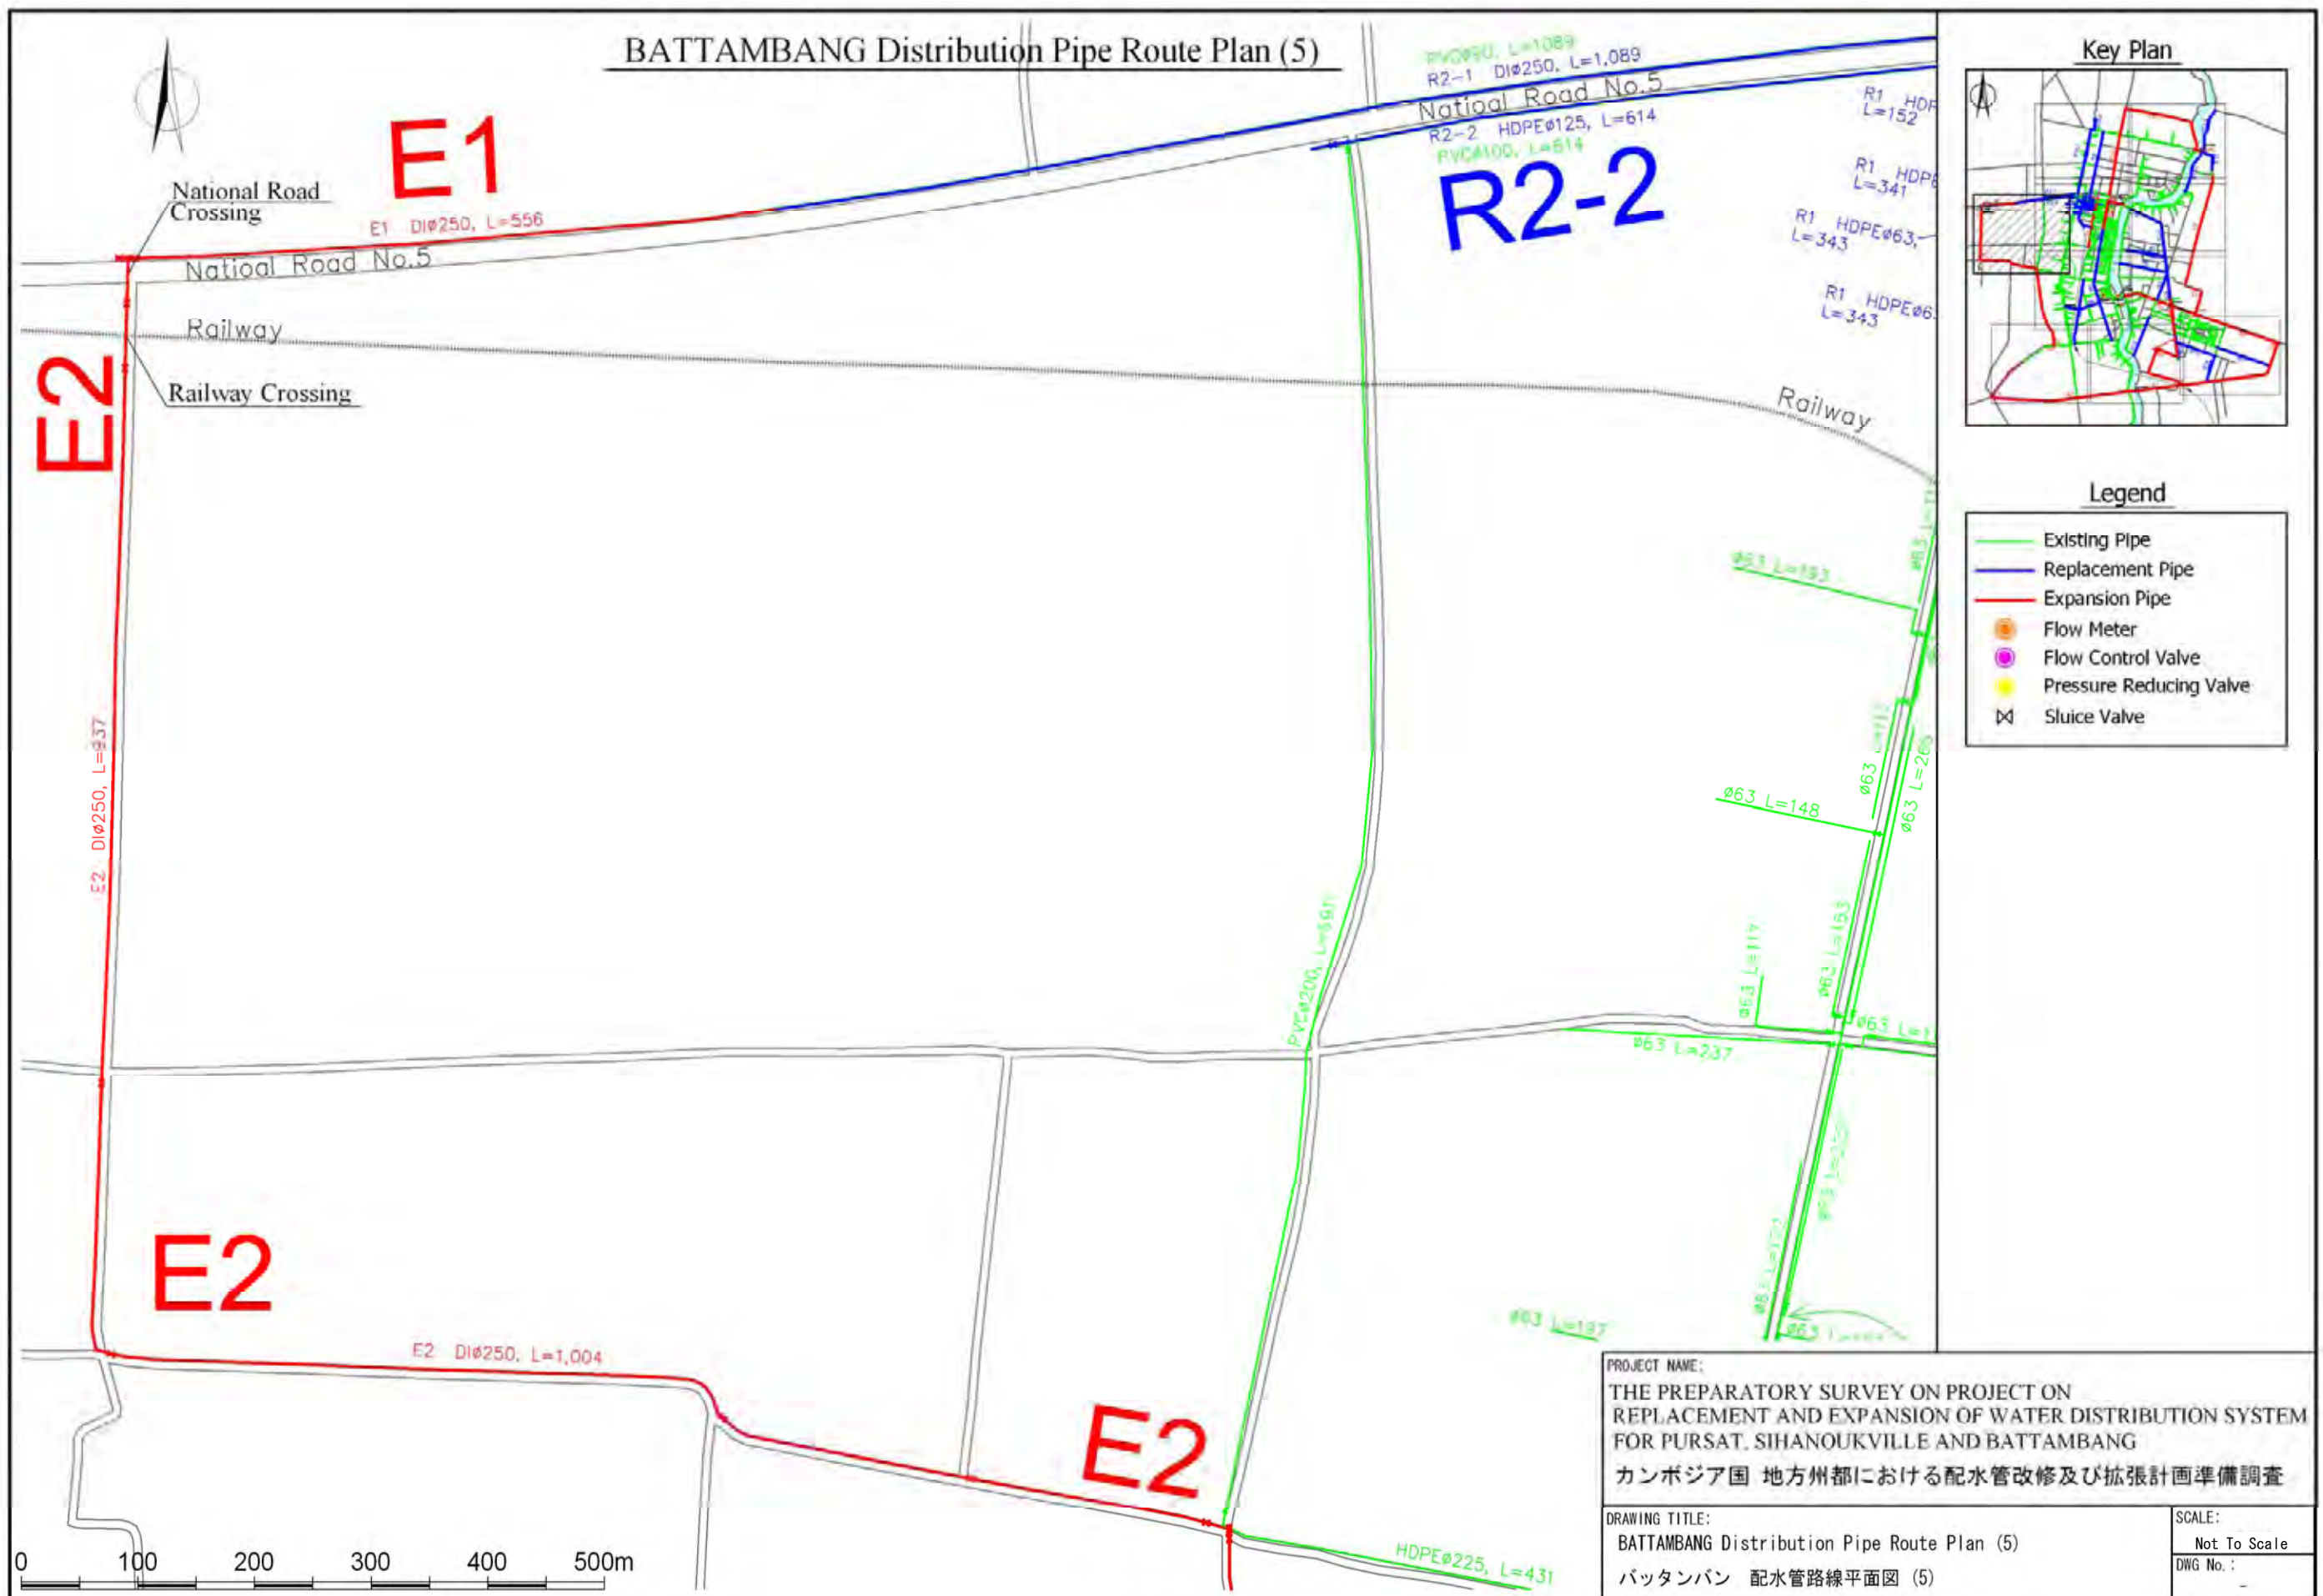 BATTAMBANG Distribution Pipe Route Plan (5)
R2-1 DIø250, L=1,089
Natioal Road No.5
R2-2 HDPEø125, L=614
PVCø100, L=614
R2-2
R1 HDP
L=152
R1 HDPE
L=341
R1 HDPEø63,
L=343
R1 HDPEø6
L=343
E1
National Road
Crossing
E1 DIø250, L=556
Natioal Road No.5
Railway
Railway Crossing
Railway
E2
E2 DIø250, L=937
ø63 L=193
ø63 L=148
ø63 L=163
ø63 L=237
E2
E2 DIø250, L=1,004
E2
ø63 L=197
HDPEø225, L=431
0 100 200 300 400 500m
Key Plan
Legend
Existing Pipe
Replacement Pipe
Expansion Pipe
Flow Meter
Flow Control Valve
Pressure Reducing Valve
Sluice Valve
PROJECT NAME:
THE PREPARATORY SURVEY ON PROJECT ON
REPLACEMENT AND EXPANSION OF WATER DISTRIBUTION SYSTEM
FOR PURSAT, SIHANOUKVILLE AND BATTAMBANG
カンボジア国 地方州都における配水管改修及び拡張計画準備調査
DRAWING TITLE:
BATTAMBANG Distribution Pipe Route Plan (5)
バッタンバン 配水管路線平面図 (5)
SCALE:
Not To Scale
DWG No.:
-